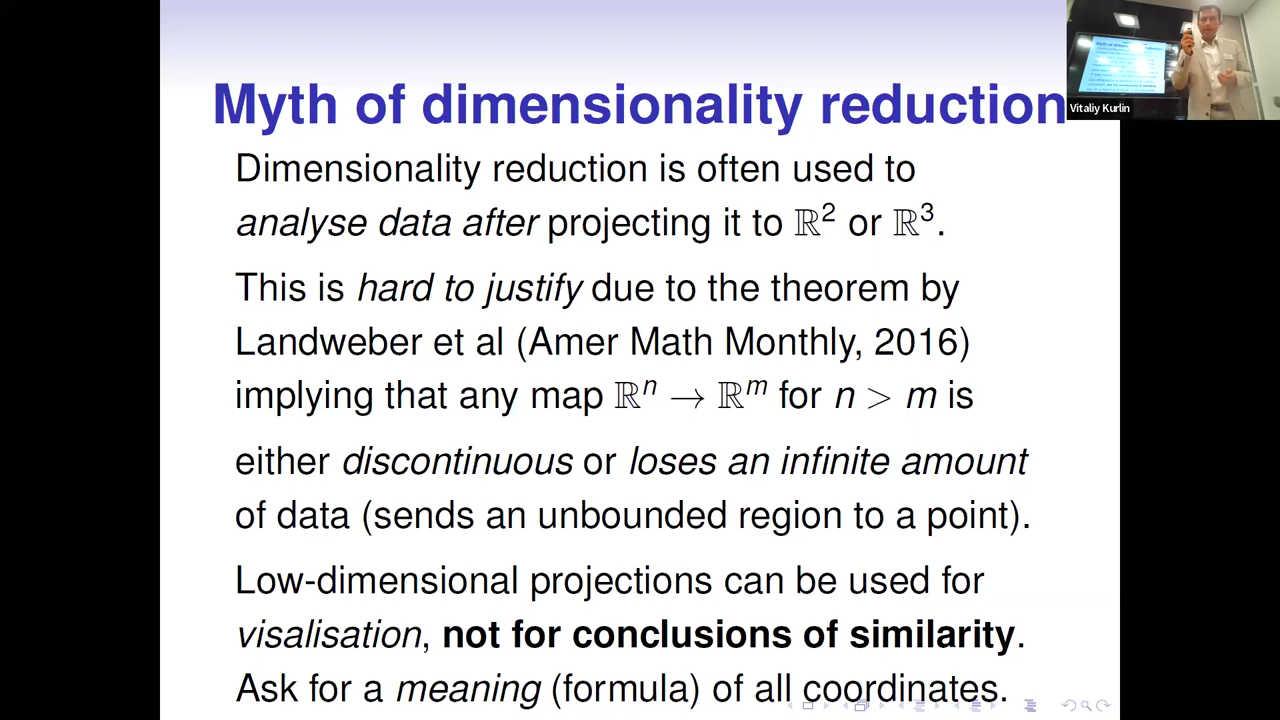 Myth of dimensionality reduction
Vitaliy Kurlin
Dimensionality reduction is often used to
analyse data after projecting it to ℝ² or ℝ³.
This is hard to justify due to the theorem by
Landweber et al (Amer Math Monthly, 2016)
implying that any map ℝⁿ → ℝᵐ for n > m is
either discontinuous or loses an infinite amount
of data (sends an unbounded region to a point).
Low-dimensional projections can be used for
visalisation, not for conclusions of similarity.
Ask for a meaning (formula) of all coordinates.